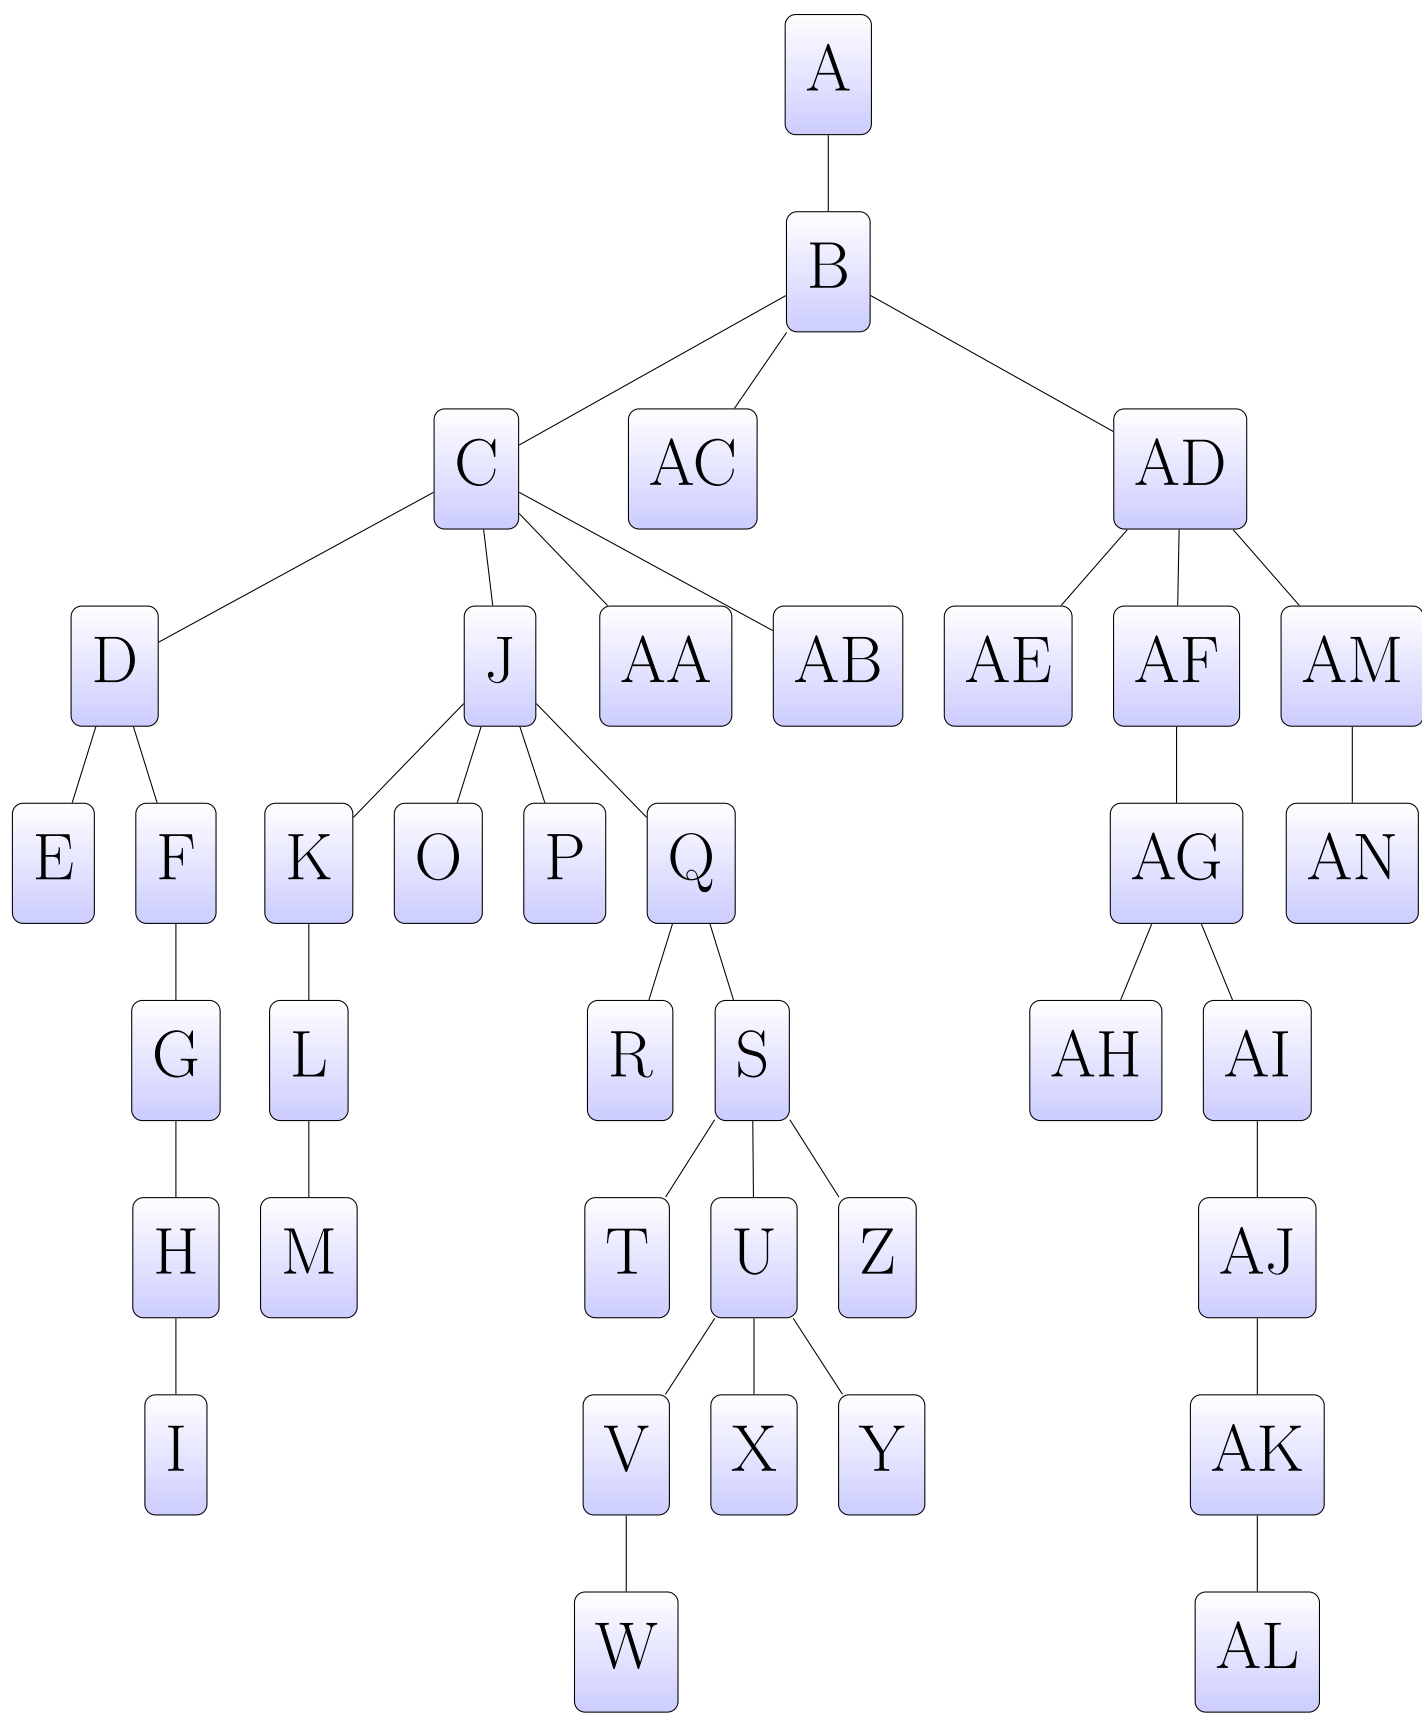 A
B
C AC AD
D J AA AB AE AF AM
E F K O P Q AG AN
G L R S AH AI
H M T U Z AJ
I V X Y AK
W AL